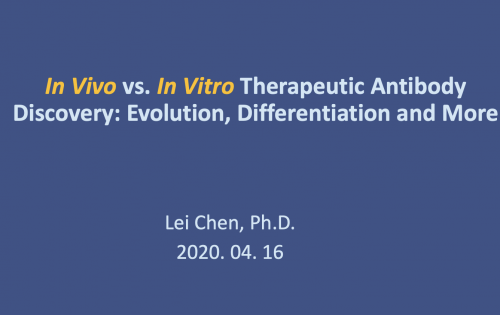 In Vivo vs. In Vitro Therapeutic Antibody
Discovery: Evolution, Differentiation and More
Lei Chen, Ph.D.
2020. 04. 16